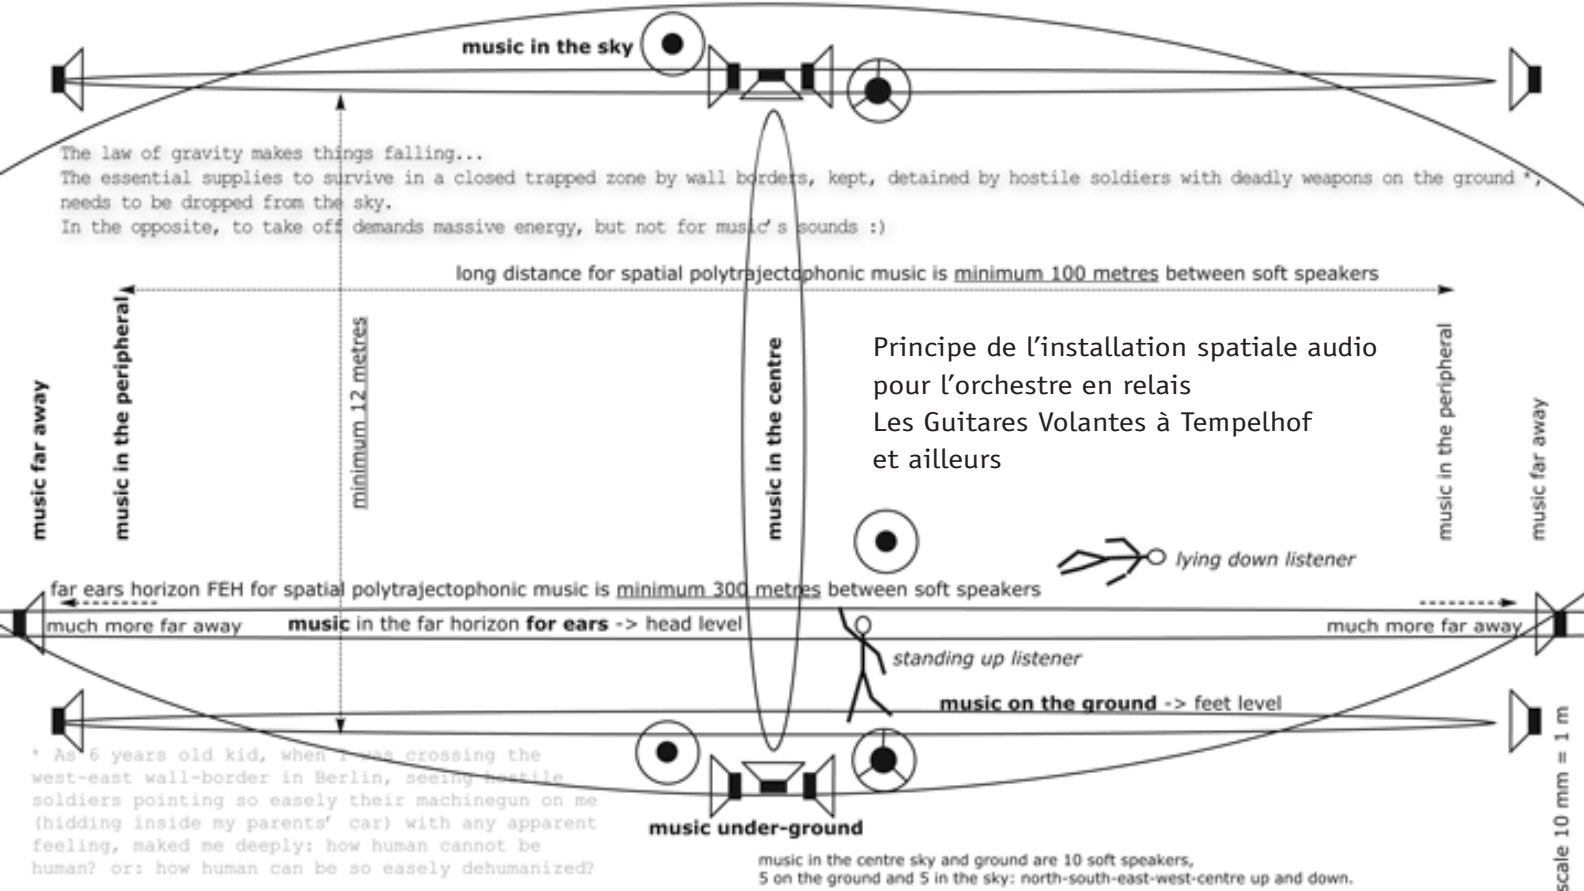 music in the sky
The law of gravity makes things falling...
The essential supplies to survive in a closed trapped zone by wall borders, kept, detained by hostile soldiers with deadly weapons on the ground *,
needs to be dropped from the sky.
In the opposite, to take off demands massive energy, but not for music's sounds :)
long distance for spatial polytrajectophonic music is minimum 100 metres between soft speakers
music far away
music in the peripheral
minimum 12 metres
music in the centre
Principe de l'installation spatiale audio
pour l'orchestre en relais
Les Guitares Volantes à Tempelhof
et ailleurs
music in the peripheral
music far away
lying down listener
far ears horizon FEH for spatial polytrajectophonic music is minimum 300 metres between soft speakers
much more far away
music in the far horizon for ears -> head level
much more far away
standing up listener
music on the ground -> feet level
* As 6 years old kid, when I was crossing the
west-east wall-border in Berlin, seeing hostile
soldiers pointing so easely their machinegun on me
(hidding inside my parents' car) with any apparent
feeling, made me deeply: how human cannot be
human? or: how human can be so easely dehumanized?
music under-ground
music in the centre sky and ground are 10 soft speakers,
5 on the ground and 5 in the sky: north-south-east-west-centre up and down.
scale 10 mm = 1 m